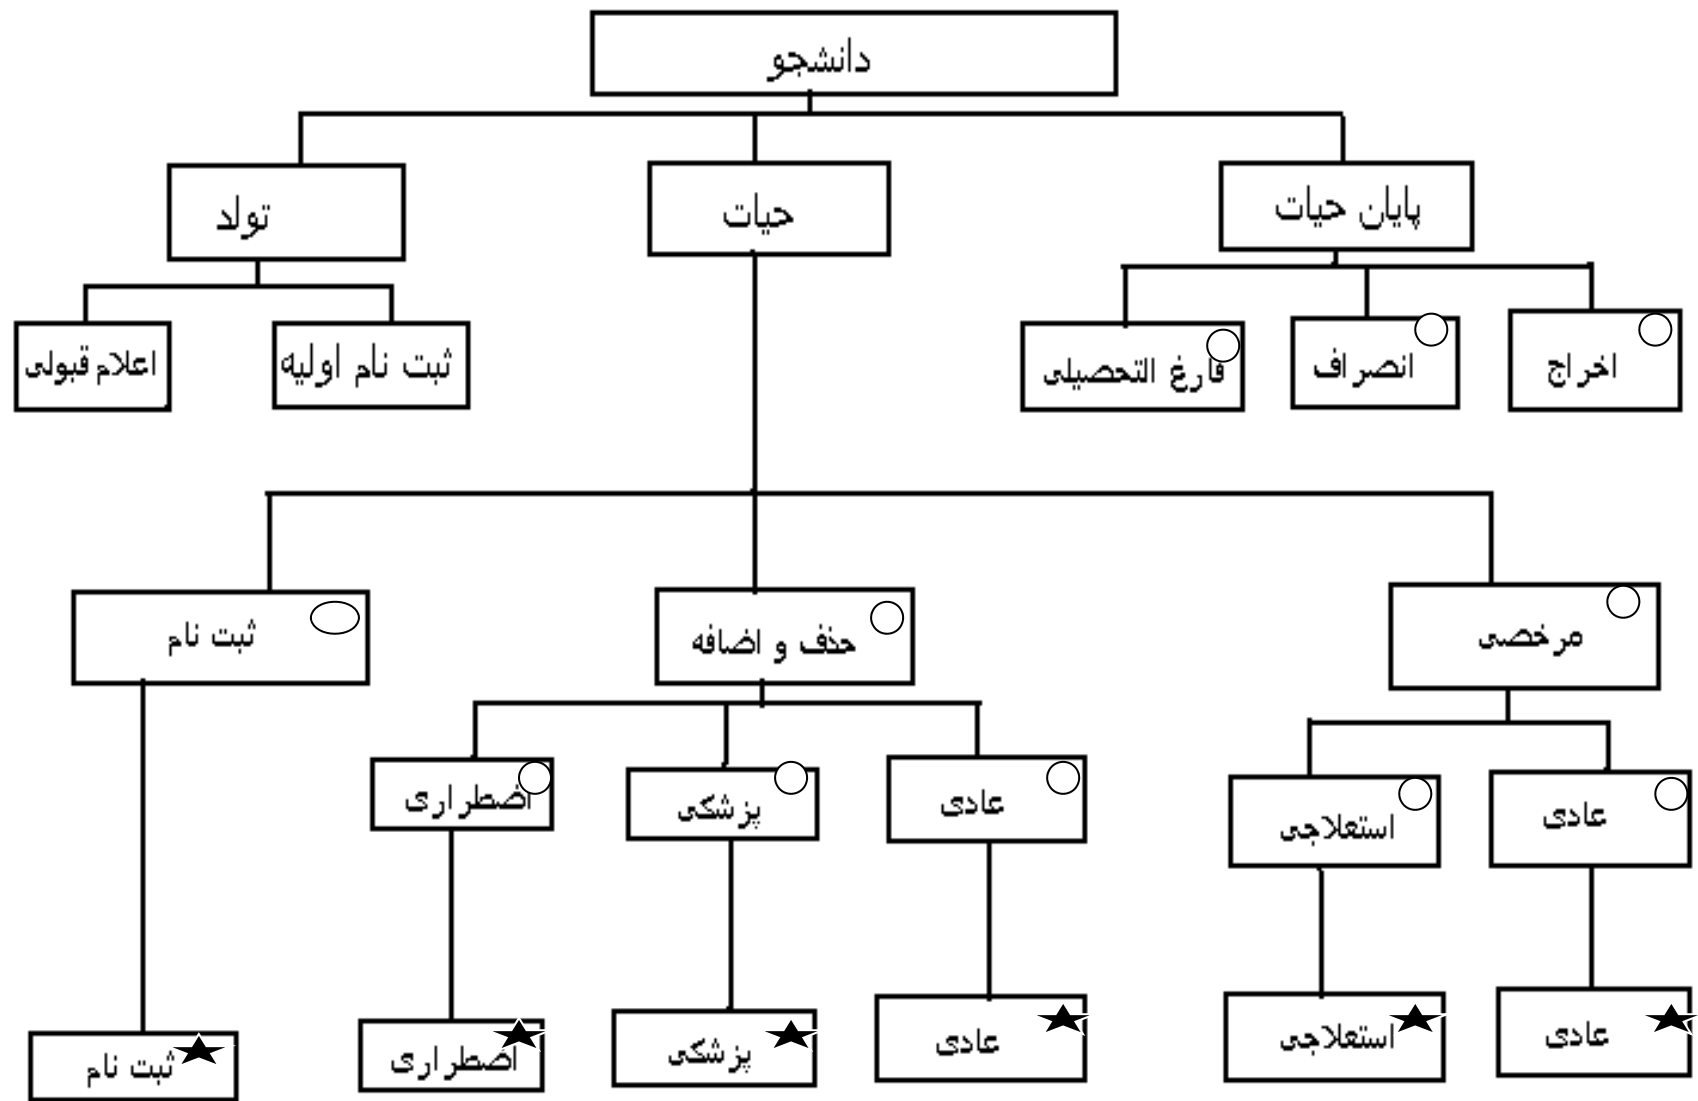 دانشجو
پایان حیات
حیات
تولد
اخراج
انصراف
فارغ التحصیلی
ثبت نام اولیه
اعلام قبولی
مرخصی
حذف و اضافه
ثبت نام
عادی
استعلاجی
عادی
پزشکی
اضطراری
عادی
استعلاجی
عادی
پزشکی
اضطراری
ثبت نام